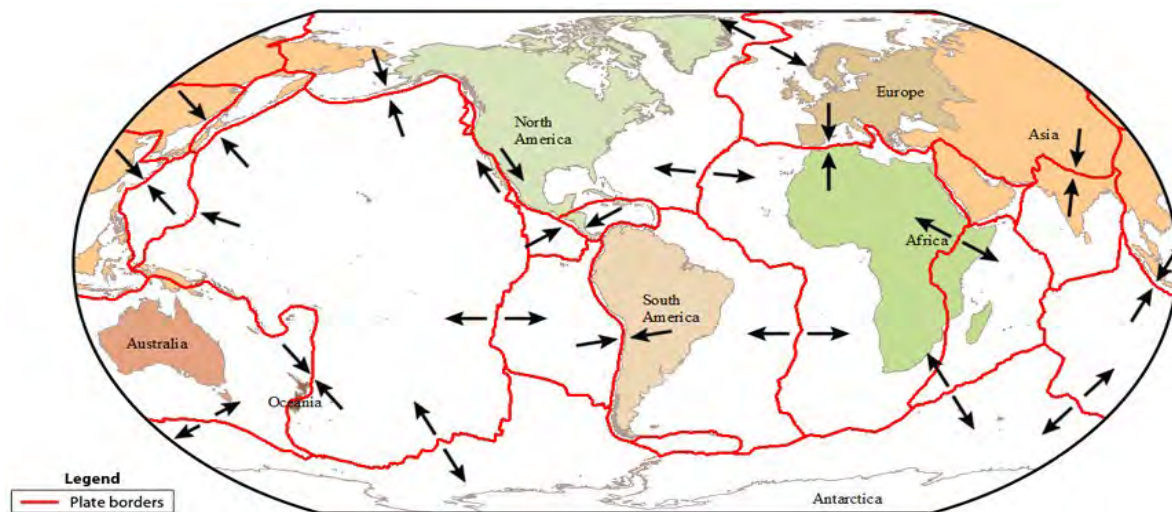 North
America
Europe
Asia
Africa
South
America
Australia
Oceania
Antarctica
Legend
Plate borders